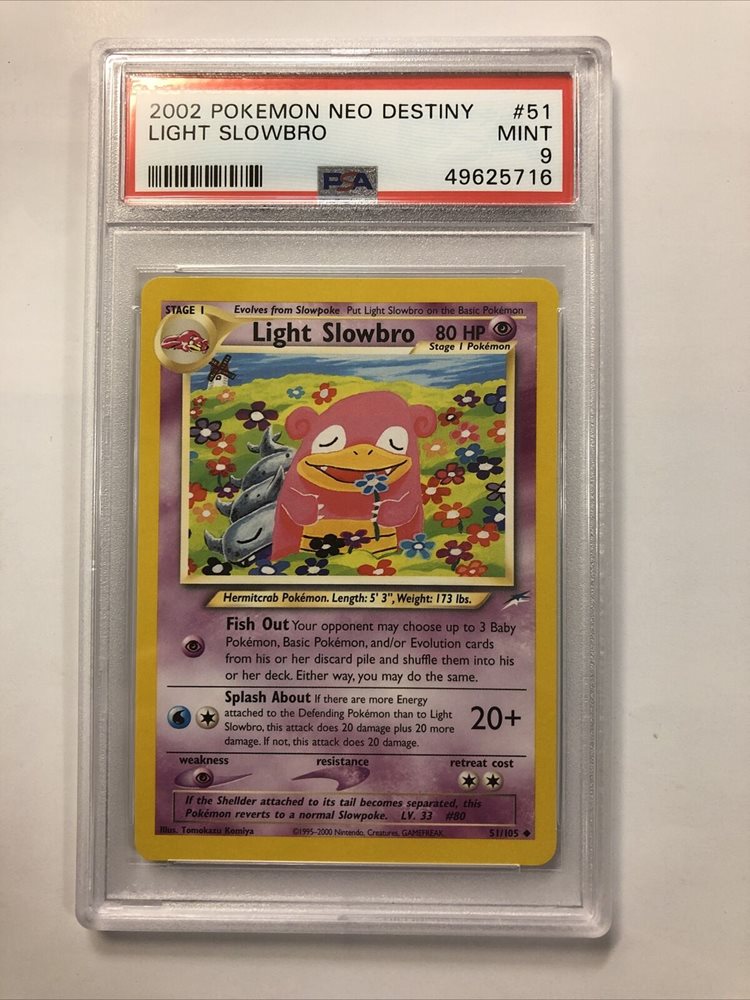 2002 POKEMON NEO DESTINY #51
LIGHT SLOWBRO MINT
9
PSA 49625716
STAGE 1 Evolves from Slowpoke Put Light Slowbro on the Basic Pokémon
Light Slowbro 80 HP
Stage 1 Pokémon
Hermitcrab Pokémon. Length: 5' 3", Weight: 173 lbs.
Fish Out Your opponent may choose up to 3 Baby
Pokémon, Basic Pokémon, and/or Evolution cards
from his or her discard pile and shuffle them into his
or her deck. Either way, you may do the same.
Splash About If there are more Energy
attached to the Defending Pokémon than to Light
Slowbro, this attack does 20 damage plus 20 more
damage. If not, this attack does 20 damage.
20+
weakness resistance retreat cost
If the Shellder attached to its tail becomes separated, this
Pokémon reverts to a normal Slowpoke. LV. 33 #80
Illus. Tomokazu Komiya ©1995-2000 Nintendo, Creatures, GAMEFREAK. 51/105